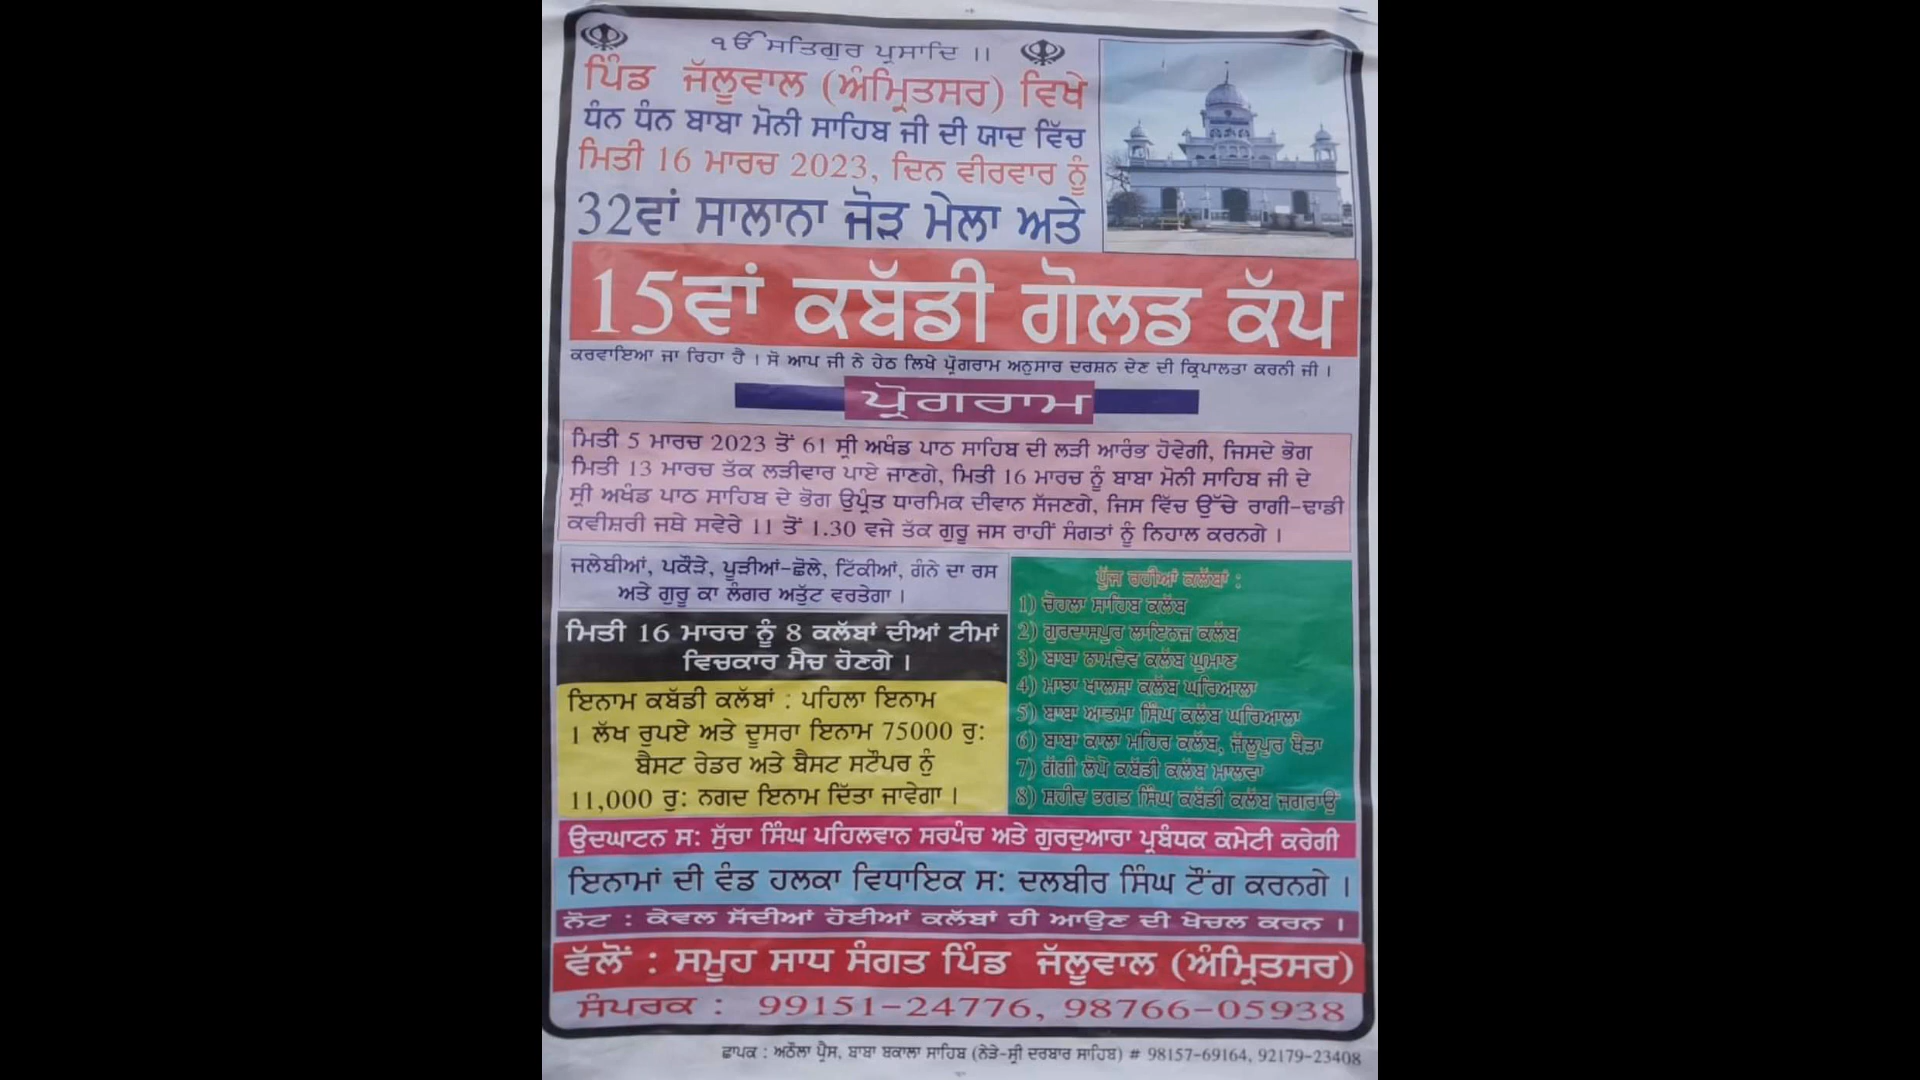 ੴ ਸਤਿਗੁਰ ਪ੍ਰਸਾਦਿ ।।
ਪਿੰਡ ਜੱਲੂਵਾਲ (ਅੰਮ੍ਰਿਤਸਰ) ਵਿਖੇ
ਧੰਨ ਧੰਨ ਬਾਬਾ ਮੋਨੀ ਸਾਹਿਬ ਜੀ ਦੀ ਯਾਦ ਵਿੱਚ
ਮਿਤੀ 16 ਮਾਰਚ 2023, ਦਿਨ ਵੀਰਵਾਰ ਨੂੰ
32ਵਾਂ ਸਾਲਾਨਾ ਜੋੜ ਮੇਲਾ ਅਤੇ
15ਵਾਂ ਕਬੱਡੀ ਗੋਲਡ ਕੱਪ
ਕਰਵਾਇਆ ਜਾ ਰਿਹਾ ਹੈ । ਸੋ ਆਪ ਜੀ ਨੇ ਹੇਠ ਲਿਖੇ ਪ੍ਰੋਗਰਾਮ ਅਨੁਸਾਰ ਦਰਸ਼ਨ ਦੇਣ ਦੀ ਕ੍ਰਿਪਾਲਤਾ ਕਰਨੀ ਜੀ ।
ਪ੍ਰੋਗਰਾਮ
ਮਿਤੀ 5 ਮਾਰਚ 2023 ਤੋਂ 61 ਸ੍ਰੀ ਅਖੰਡ ਪਾਠ ਸਾਹਿਬ ਦੀ ਲੜੀ ਆਰੰਭ ਹੋਵੇਗੀ, ਜਿਸਦੇ ਭੋਗ
ਮਿਤੀ 13 ਮਾਰਚ ਤੱਕ ਲੜੀਵਾਰ ਪਾਏ ਜਾਣਗੇ, ਮਿਤੀ 16 ਮਾਰਚ ਨੂੰ ਬਾਬਾ ਮੋਨੀ ਸਾਹਿਬ ਜੀ ਦੇ
ਸ੍ਰੀ ਅਖੰਡ ਪਾਠ ਸਾਹਿਬ ਦੇ ਭੋਗ ਉਪ੍ਰੰਤ ਧਾਰਮਿਕ ਦੀਵਾਨ ਸੱਜਣਗੇ, ਜਿਸ ਵਿੱਚ ਉੱਚੇ ਰਾਗੀ-ਢਾਡੀ
ਕਵੀਸ਼ਰੀ ਜਥੇ ਸਵੇਰੇ 11 ਤੋਂ 1.30 ਵਜੇ ਤੱਕ ਗੁਰੂ ਜਸ ਰਾਹੀਂ ਸੰਗਤਾਂ ਨੂੰ ਨਿਹਾਲ ਕਰਨਗੇ ।
ਜਲੇਬੀਆਂ, ਪਕੌੜੇ, ਪੂੜੀਆਂ-ਛੋਲੇ, ਟਿੱਕੀਆਂ, ਗੰਨੇ ਦਾ ਰਸ
ਅਤੇ ਗੁਰੂ ਕਾ ਲੰਗਰ ਅਤੁੱਟ ਵਰਤੇਗਾ ।
ਮਿਤੀ 16 ਮਾਰਚ ਨੂੰ 8 ਕਲੱਬਾਂ ਦੀਆਂ ਟੀਮਾਂ
ਵਿਚਕਾਰ ਮੈਚ ਹੋਣਗੇ ।
ਇਨਾਮ ਕਬੱਡੀ ਕਲੱਬਾਂ : ਪਹਿਲਾ ਇਨਾਮ
1 ਲੱਖ ਰੁਪਏ ਅਤੇ ਦੂਸਰਾ ਇਨਾਮ 75000 ਰੁ:
ਬੈਸਟ ਰੇਡਰ ਅਤੇ ਬੈਸਟ ਸਟੌਪਰ ਨੂੰ
11,000 ਰੁ: ਨਗਦ ਇਨਾਮ ਦਿੱਤਾ ਜਾਵੇਗਾ ।
ਪੁੱਜ ਰਹੀਆਂ ਕਲੱਬਾਂ :
1) ਚੋਹਲਾ ਸਾਹਿਬ ਕਲੱਬ
2) ਗੁਰਦਾਸਪੁਰ ਲਾਇਨਜ਼ ਕਲੱਬ
3) ਬਾਬਾ ਨਾਮਦੇਵ ਕਲੱਬ ਘੁਮਾਣ
4) ਮਾਝਾ ਖਾਲਸਾ ਕਲੱਬ ਘਰਿਆਲਾ
5) ਬਾਬਾ ਆਤਮਾ ਸਿੰਘ ਕਲੱਬ ਘਰਿਆਲਾ
6) ਬਾਬਾ ਕਾਲਾ ਮਹਿਰ ਕਲੱਬ, ਜੱਲੂਪੁਰ ਖੈੜਾ
7) ਗੱਗੀ ਲੋਪੋ ਕਬੱਡੀ ਕਲੱਬ ਮਾਲਵਾ
8) ਸ਼ਹੀਦ ਭਗਤ ਸਿੰਘ ਕਬੱਡੀ ਕਲੱਬ ਜਗਰਾਉਂ
ਉਦਘਾਟਨ ਸ: ਸੁੱਚਾ ਸਿੰਘ ਪਹਿਲਵਾਨ ਸਰਪੰਚ ਅਤੇ ਗੁਰਦੁਆਰਾ ਪ੍ਰਬੰਧਕ ਕਮੇਟੀ ਕਰੇਗੀ
ਇਨਾਮਾਂ ਦੀ ਵੰਡ ਹਲਕਾ ਵਿਧਾਇਕ ਸ: ਦਲਬੀਰ ਸਿੰਘ ਟੌਂਗ ਕਰਨਗੇ ।
ਨੋਟ : ਕੇਵਲ ਸੱਦੀਆਂ ਹੋਈਆਂ ਕਲੱਬਾਂ ਹੀ ਆਉਣ ਦੀ ਖੇਚਲ ਕਰਨ ।
ਵੱਲੋਂ : ਸਮੂਹ ਸਾਧ ਸੰਗਤ ਪਿੰਡ ਜੱਲੂਵਾਲ (ਅੰਮ੍ਰਿਤਸਰ)
ਸੰਪਰਕ : 99151-24776, 98766-05938
ਛਾਪਕ : ਅਠੌਲਾ ਪ੍ਰੈਸ, ਬਾਬਾ ਬਕਾਲਾ ਸਾਹਿਬ (ਨੇੜੇ-ਸ੍ਰੀ ਦਰਬਾਰ ਸਾਹਿਬ) # 98157-69164, 92179-23408